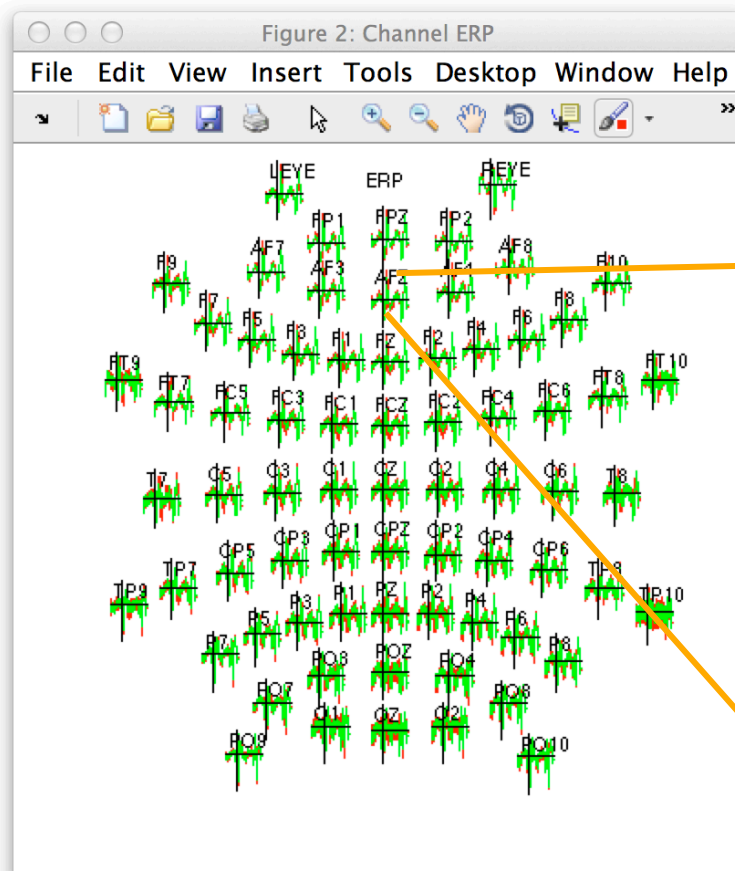 Figure 2: Channel ERP
File Edit View Insert Tools Desktop Window Help
»
LEYE ERP REYE
FP1 FPZ FP2
AF7 AF3 AFZ AF4 AF8
F9 F7 F5 F3 F1 FZ F2 F4 F6 F8 F10
FT9 FT7 FC5 FC3 FC1 FCZ FC2 FC4 FC6 FT8 FT10
T7 C5 C3 C1 CZ C2 C4 C6 T8
TP9 TP7 CP5 CP3 CP1 CPZ CP2 CP4 CP6 TP8 TP10
P7 P5 P3 P1 PZ P2 P4 P6 P8
PO9 PO7 PO3 POZ PO4 PO8 PO10
O1 OZ O2